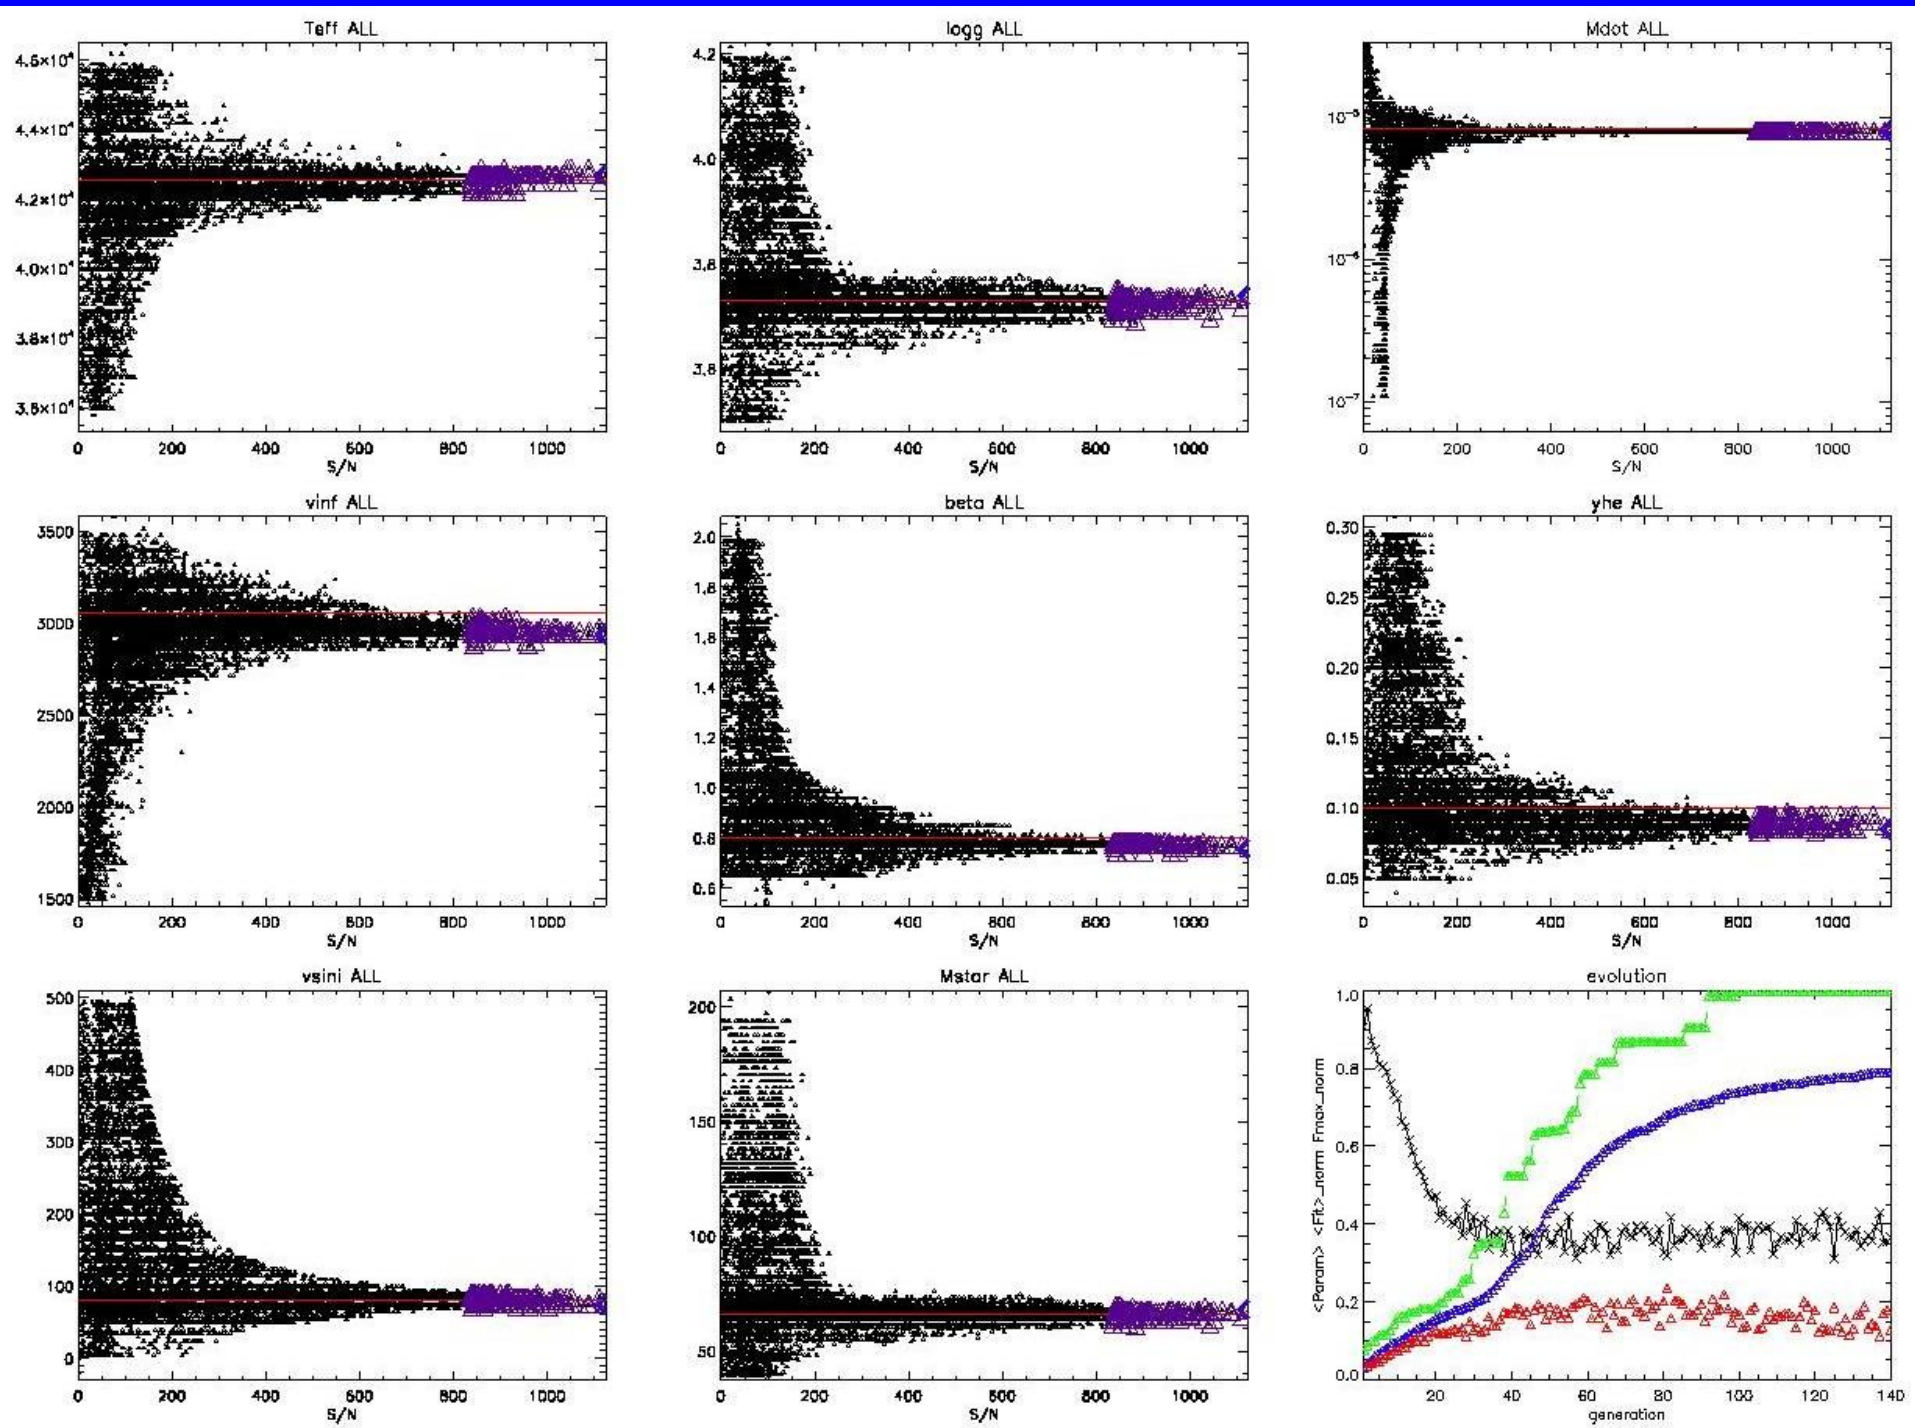 Teff ALL
4.5×10⁴
4.4×10⁴
4.2×10⁴
4.0×10⁴
3.8×10⁴
3.6×10⁴
0 200 400 600 800 1000
S/N
logg ALL
4.2
4.0
3.8
3.8
0 200 400 600 800 1000
S/N
Mdot ALL
10⁻⁵
10⁻⁶
10⁻⁷
0 200 400 600 800 1000
S/N
vinf ALL
3500
3000
2500
2000
1500
0 200 400 600 800 1000
S/N
beta ALL
2.0
1.8
1.6
1.4
1.2
1.0
0.8
0.6
0 200 400 600 800 1000
S/N
yhe ALL
0.30
0.25
0.20
0.15
0.10
0.05
0 200 400 600 800 1000
S/N
vsini ALL
500
400
300
200
100
0
0 200 400 600 800 1000
S/N
Mstar ALL
200
150
100
50
0 200 400 600 800 1000
S/N
evolution
<Param> <Fit>_norm Fmax_norm
1.0
0.8
0.6
0.4
0.2
0.0
20 40 60 80 100 120 140
generation